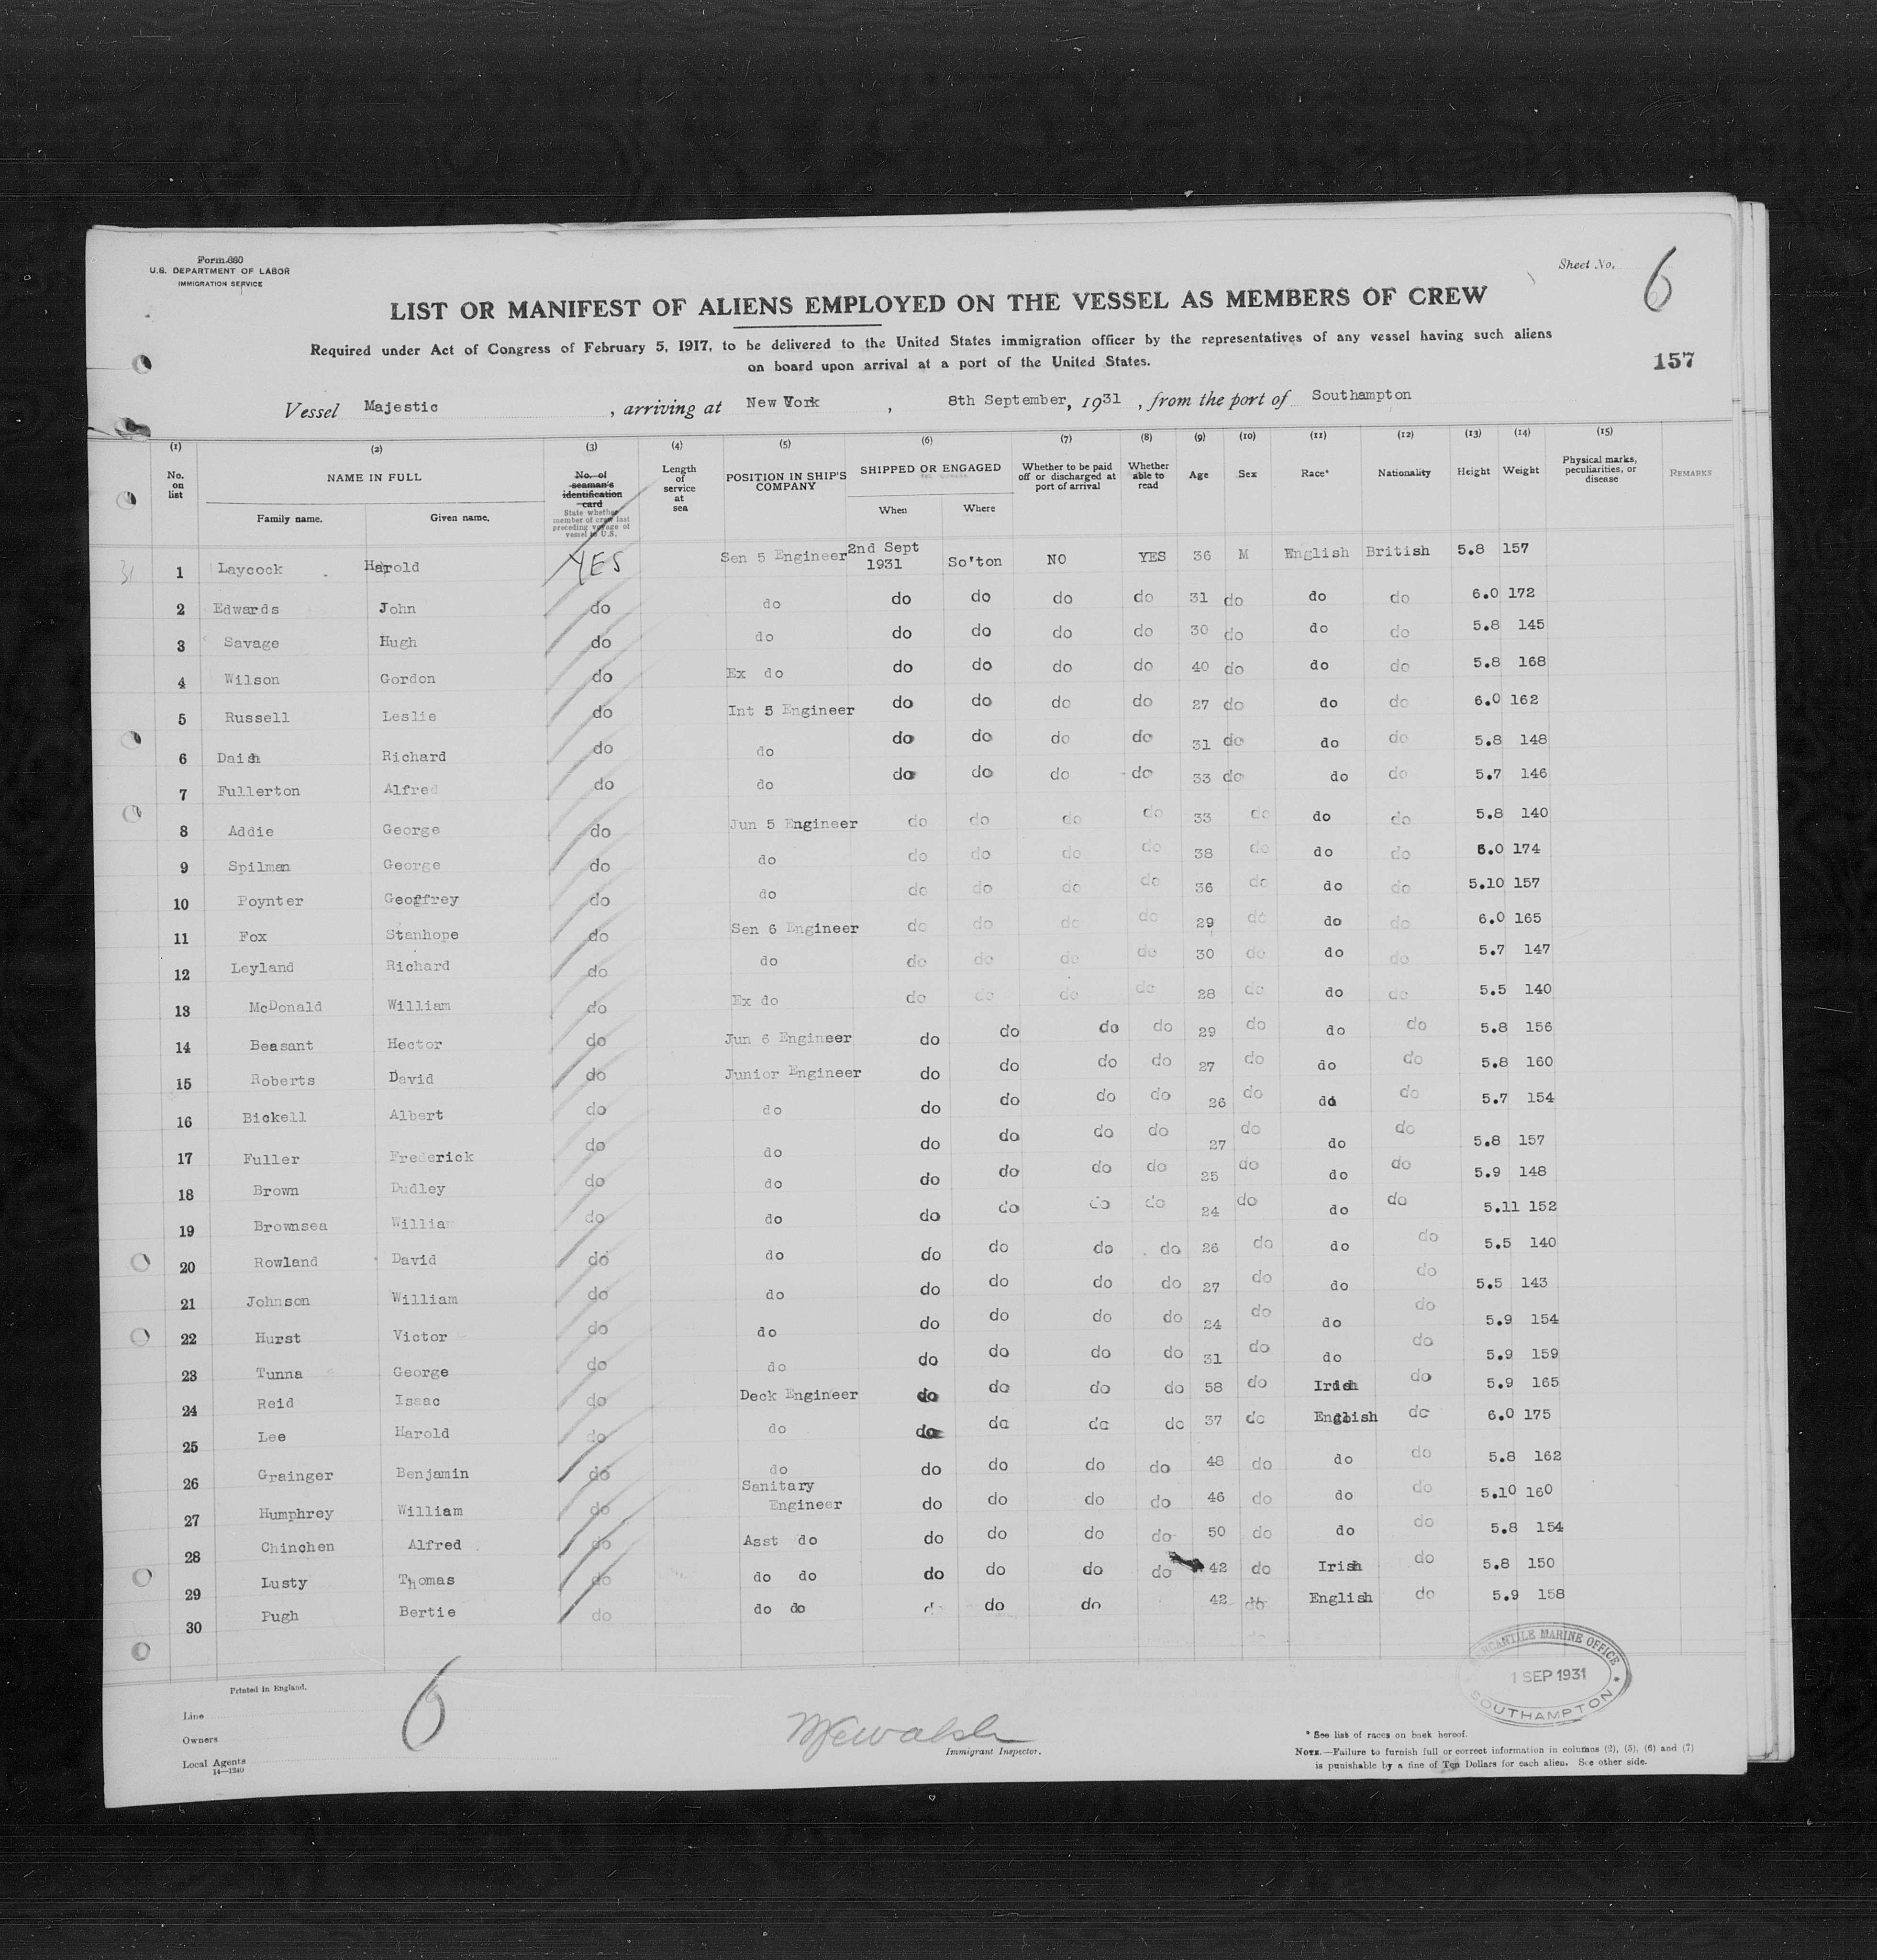 Form 680
U.S. DEPARTMENT OF LABOR
IMMIGRATION SERVICE
Sheet No. 6
LIST OR MANIFEST OF ALIENS EMPLOYED ON THE VESSEL AS MEMBERS OF CREW
Required under Act of Congress of February 5, 1917, to be delivered to the United States immigration officer by the representatives of any vessel having such aliens
on board upon arrival at a port of the United States.
157
Vessel Majestic , arriving at New York , 8th September, 1931 , from the port of Southampton
(1) (2) (3) (4) (5) (6) (7) (8) (9) (10) (11) (12) (13) (14) (15)
No. on list NAME IN FULL Family name. Given name. No. of seaman's identification card State whether member of crew last preceding voyage of vessel to U.S. Length of service at sea POSITION IN SHIP'S COMPANY SHIPPED OR ENGAGED When Where Whether to be paid off or discharged at port of arrival Whether able to read Age Sex Race* Nationality Height Weight Physical marks, peculiarities, or disease REMARKS
31 1 Laycock Harold YES Sen 5 Engineer 2nd Sept 1931 So'ton NO YES 36 M English British 5.8 157
2 Edwards John do do do do do do 31 do do do 6.0 172
3 Savage Hugh do do do do do do 30 do do do 5.8 145
4 Wilson Gordon do Ex do do do do do 40 do do do 5.8 168
5 Russell Leslie do Int 5 Engineer do do do do 27 do do do 6.0 162
6 Daish Richard do do do do do do 31 do do do 5.8 148
7 Fullerton Alfred do do do do do do 33 do do do 5.7 146
8 Addie George do Jun 5 Engineer do do do do 33 do do do 5.8 140
9 Spilman George do do do do do do 38 do do do 6.0 174
10 Poynter Geoffrey do do do do do do 36 do do do 5.10 157
11 Fox Stanhope do Sen 6 Engineer do do do do 29 do do do 6.0 165
12 Leyland Richard do do do do do do 30 do do do 5.7 147
13 McDonald William do Ex do do do do do 28 do do do 5.5 140
14 Beasant Hector do Jun 6 Engineer do do do do 29 do do do 5.8 156
15 Roberts David do Junior Engineer do do do do 27 do do do 5.8 160
16 Bickell Albert do do do do do do 26 do do do 5.7 154
17 Fuller Frederick do do do do do do 27 do do do 5.8 157
18 Brown Dudley do do do do do do 25 do do do 5.9 148
19 Brownsea Willia do do do do do do 24 do do do 5.11 152
20 Rowland David do do do do do do 26 do do do 5.5 140
21 Johnson William do do do do do do 27 do do do 5.5 143
22 Hurst Victor do do do do do do 24 do do do 5.9 154
23 Tunna George do do do do do do 31 do do do 5.9 159
24 Reid Isaac do Deck Engineer do do do do 58 do Irish do 5.9 165
25 Lee Harold do do do do do do 37 do English do 6.0 175
26 Grainger Benjamin do do do do do do 48 do do do 5.8 162
27 Humphrey William do Sanitary Engineer do do do do 46 do do do 5.10 160
28 Chinchen Alfred do Asst do do do do do 50 do do do 5.8 154
29 Lusty Thomas do do do do do do do 42 do Irish do 5.8 150
30 Pugh Bertie do do do do do 42 do English do 5.9 158
MERCANTILE MARINE OFFICE
1 SEP 1931
SOUTHAMPTON
Printed in England.
6
Line
Owners
Local Agents
14—1240
Immigrant Inspector.
* See list of races on back hereof.
NOTE.—Failure to furnish full or correct information in columns (2), (5), (6) and (7)
is punishable by a fine of Ten Dollars for each alien. See other side.